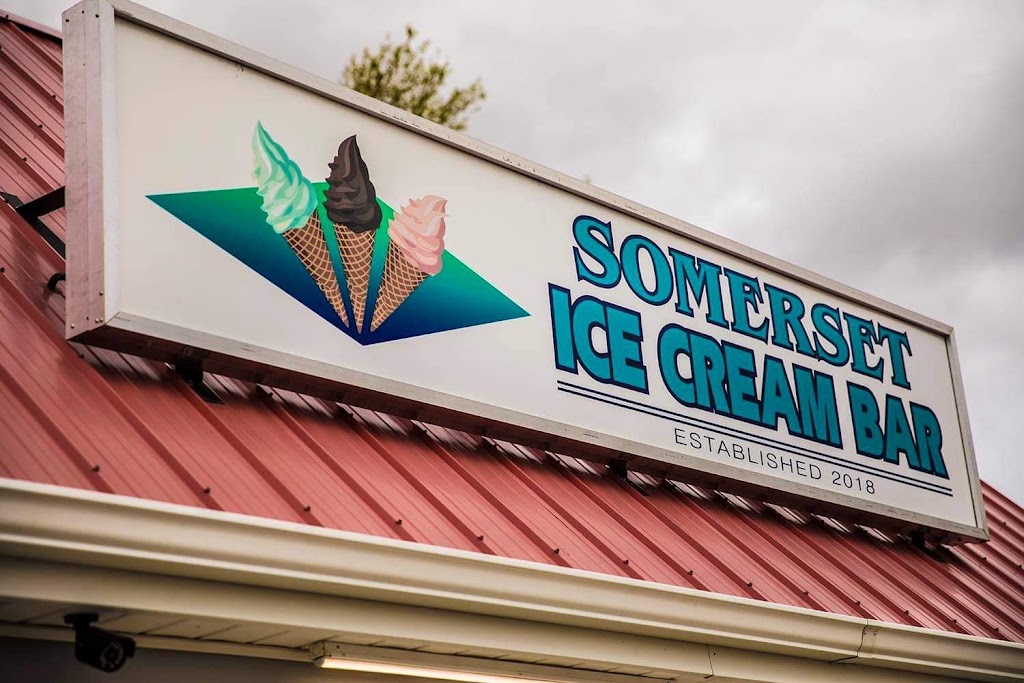 SOMERSET
ICE CREAM BAR
ESTABLISHED 2018